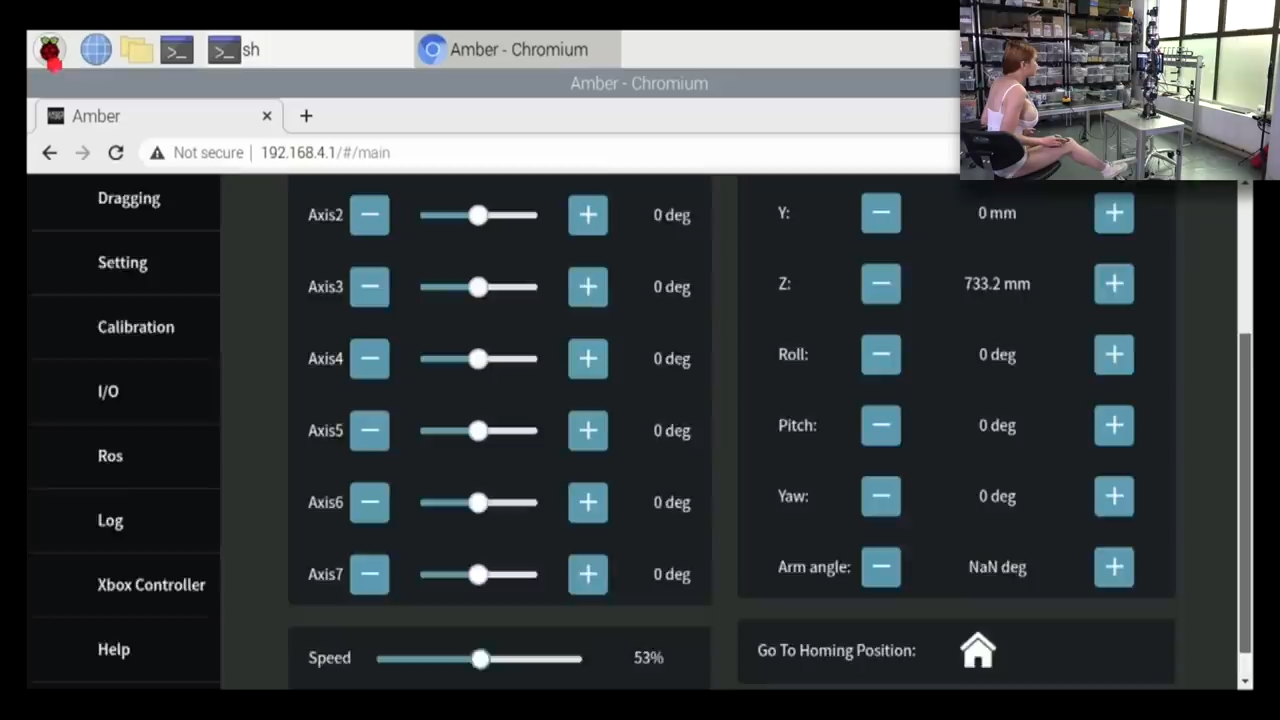 sh
Amber - Chromium
Amber - Chromium
Amber
Not secure
192.168.4.1/#/main
Dragging
Setting
Calibration
I/O
Ros
Log
Xbox Controller
Help
Axis2 0 deg
Axis3 0 deg
Axis4 0 deg
Axis5 0 deg
Axis6 0 deg
Axis7 0 deg
Speed 53%
Y: 0 mm
Z: 733.2 mm
Roll: 0 deg
Pitch: 0 deg
Yaw: 0 deg
Arm angle: NaN deg
Go To Homing Position: